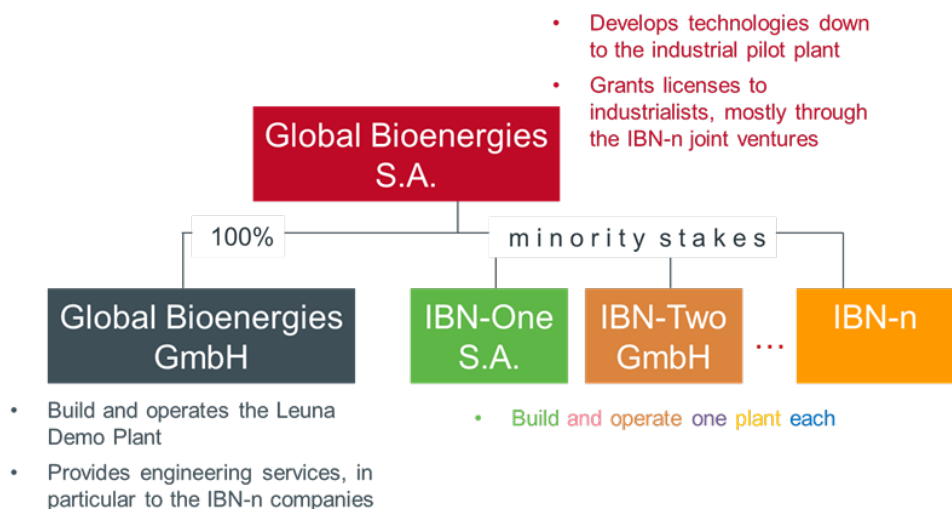 • Develops technologies down
to the industrial pilot plant
• Grants licenses to
industrialists, mostly through
the IBN-n joint ventures
Global Bioenergies
S.A.
100%
minority stakes
Global Bioenergies
GmbH
IBN-One
S.A.
IBN-Two
GmbH
...
IBN-n
• Build and operates the Leuna
Demo Plant
• Provides engineering services, in
particular to the IBN-n companies
• Build and operate one plant each